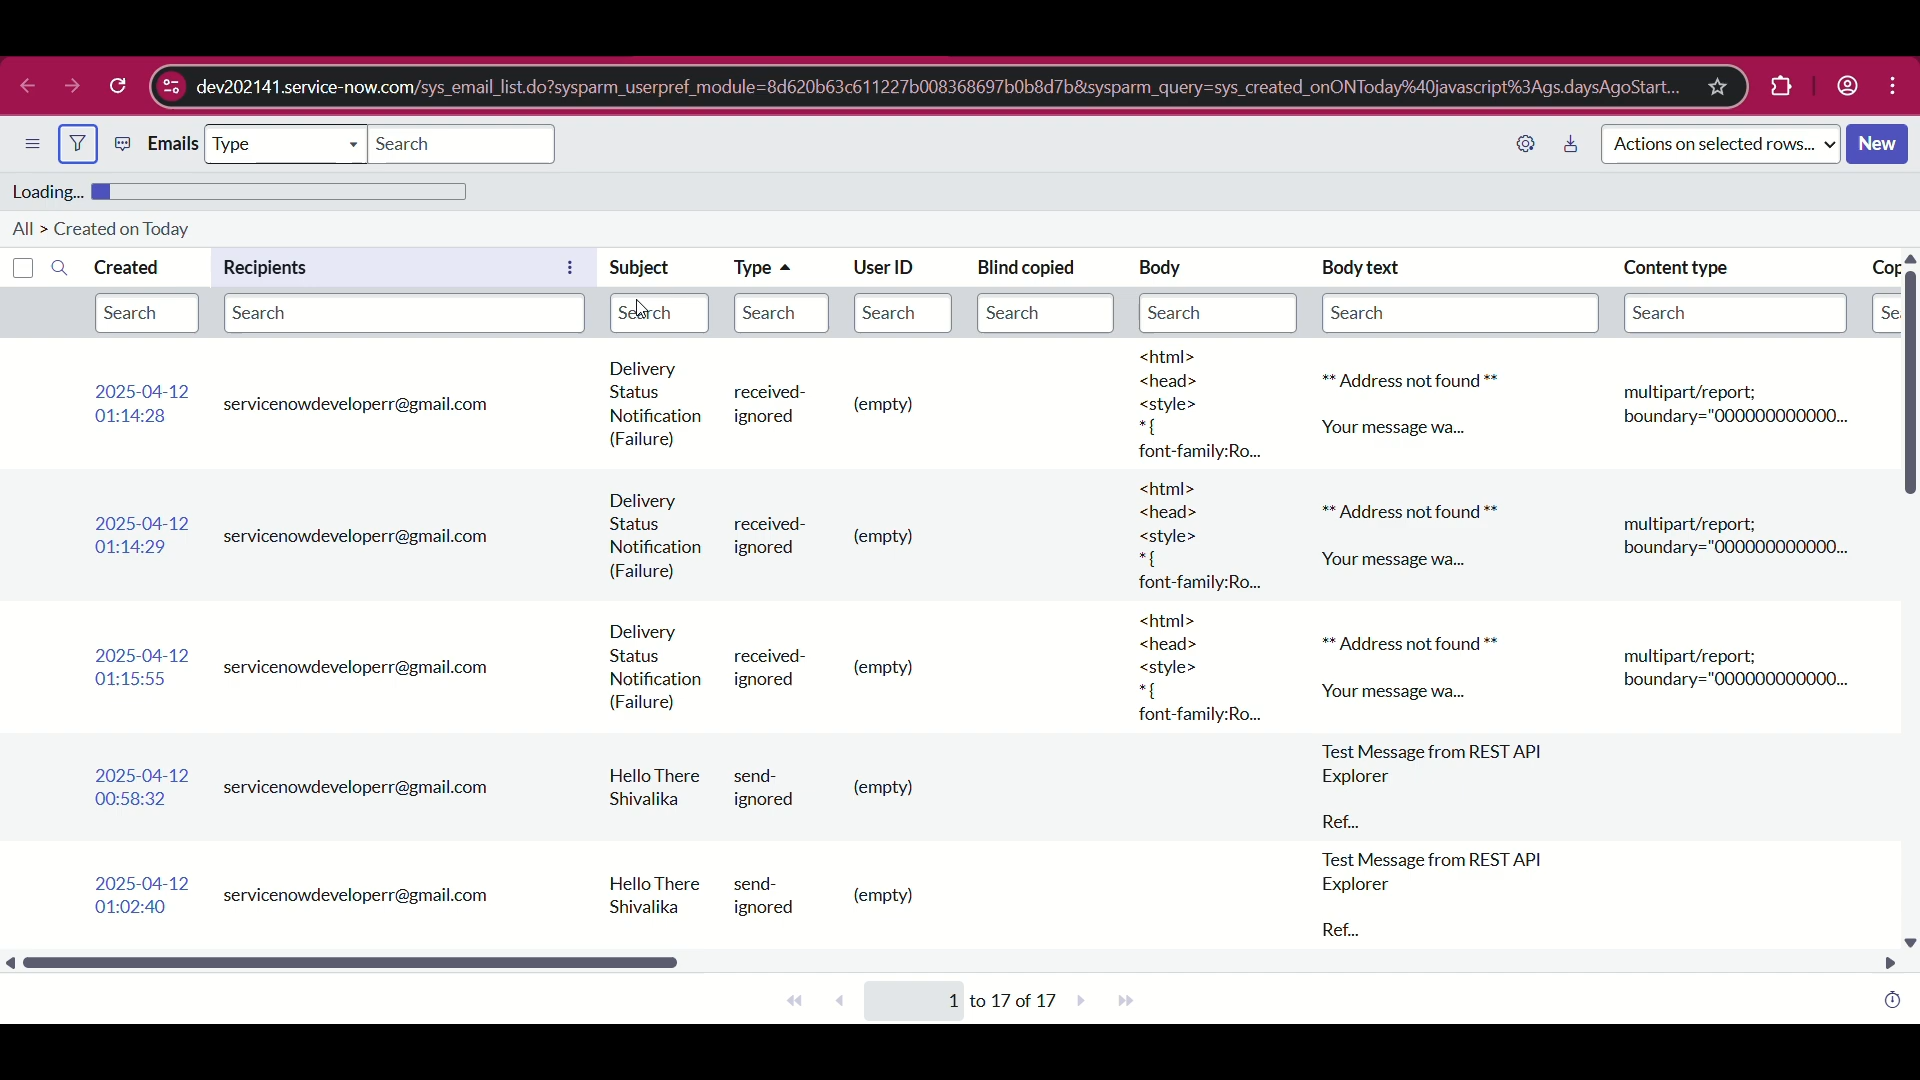 dev202141.service-now.com/sys_email_list.do?sysparm_userpref_module=8d620b63c611227b008368697b0b8d7b&sysparm_query=sys_created_onONToday%40javascript%3Ags.daysAgoStart...
Emails Type Search Actions on selected rows... New
Loading...
All > Created on Today
Created Recipients Subject Type User ID Blind copied Body Body text Content type Cop
Search Search Search Search Search Search Search Search Search Se
2025-04-12 01:14:28 servicenowdeveloperr@gmail.com Delivery Status Notification (Failure) received-ignored (empty) <html> <head> <style> *{ font-family:Ro... ** Address not found ** Your message wa... multipart/report; boundary="000000000000...
2025-04-12 01:14:29 servicenowdeveloperr@gmail.com Delivery Status Notification (Failure) received-ignored (empty) <html> <head> <style> *{ font-family:Ro... ** Address not found ** Your message wa... multipart/report; boundary="000000000000...
2025-04-12 01:15:55 servicenowdeveloperr@gmail.com Delivery Status Notification (Failure) received-ignored (empty) <html> <head> <style> *{ font-family:Ro... ** Address not found ** Your message wa... multipart/report; boundary="000000000000...
2025-04-12 00:58:32 servicenowdeveloperr@gmail.com Hello There Shivalika send-ignored (empty) Test Message from REST API Explorer Ref...
2025-04-12 01:02:40 servicenowdeveloperr@gmail.com Hello There Shivalika send-ignored (empty) Test Message from REST API Explorer Ref...
1 to 17 of 17